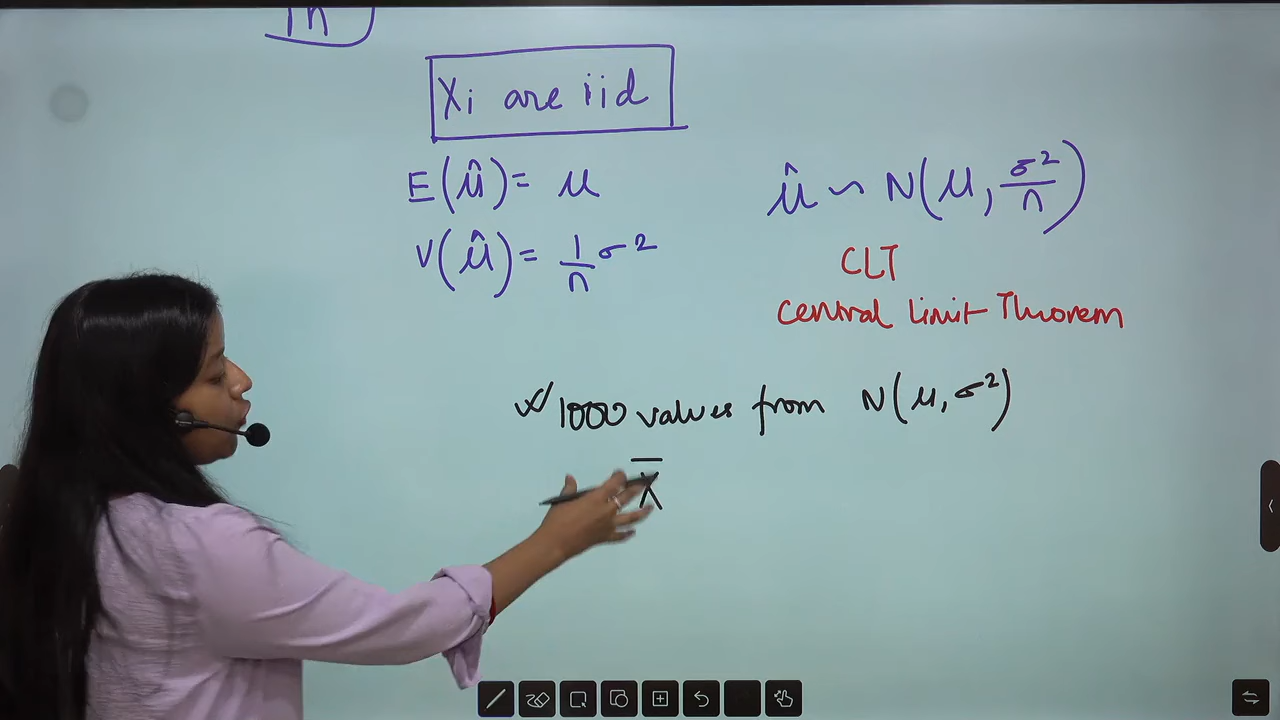 Xi are iid
E(μ̂) = μ
μ̂ ~ N(μ, σ²/n)
V(μ̂) = 1/n σ²
CLT
Central Limit Theorem
1000 values from N(μ, σ²)
X̄